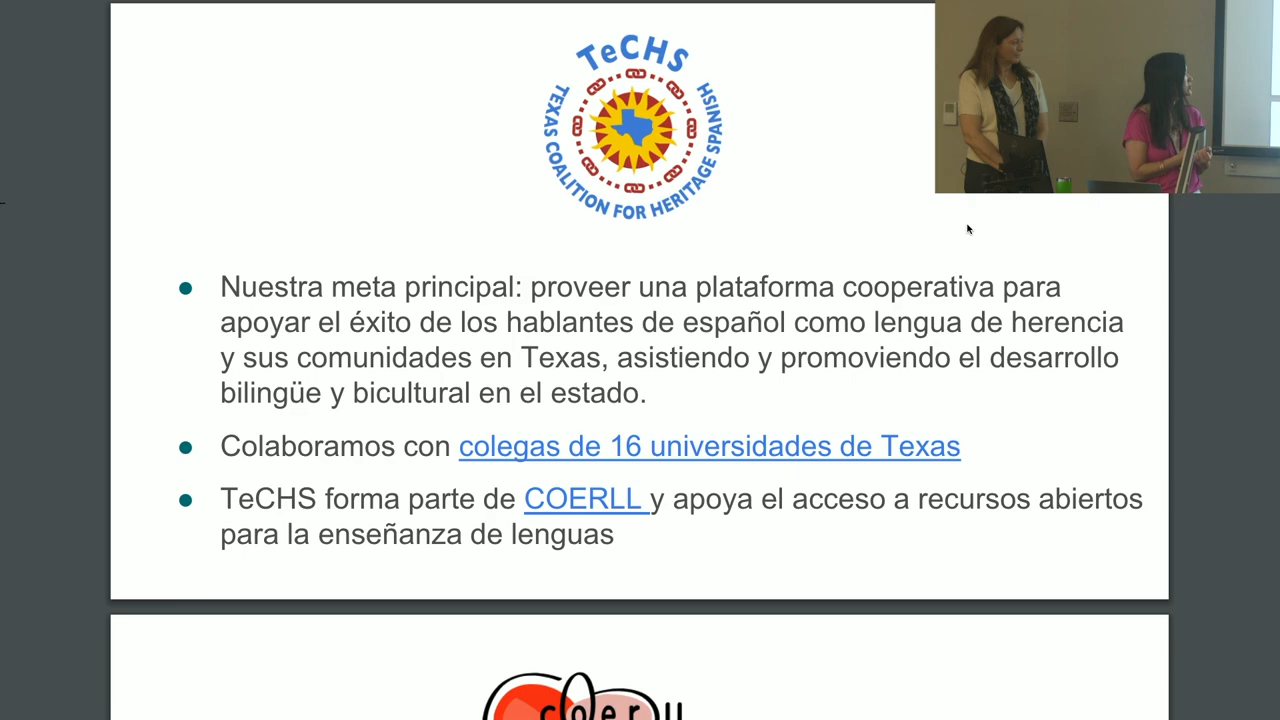 TeCHS
TEXAS COALITION FOR HERITAGE SPANISH
● Nuestra meta principal: proveer una plataforma cooperativa para
apoyar el éxito de los hablantes de español como lengua de herencia
y sus comunidades en Texas, asistiendo y promoviendo el desarrollo
bilingüe y bicultural en el estado.
● Colaboramos con colegas de 16 universidades de Texas
● TeCHS forma parte de COERLL y apoya el acceso a recursos abiertos
para la enseñanza de lenguas
coerll